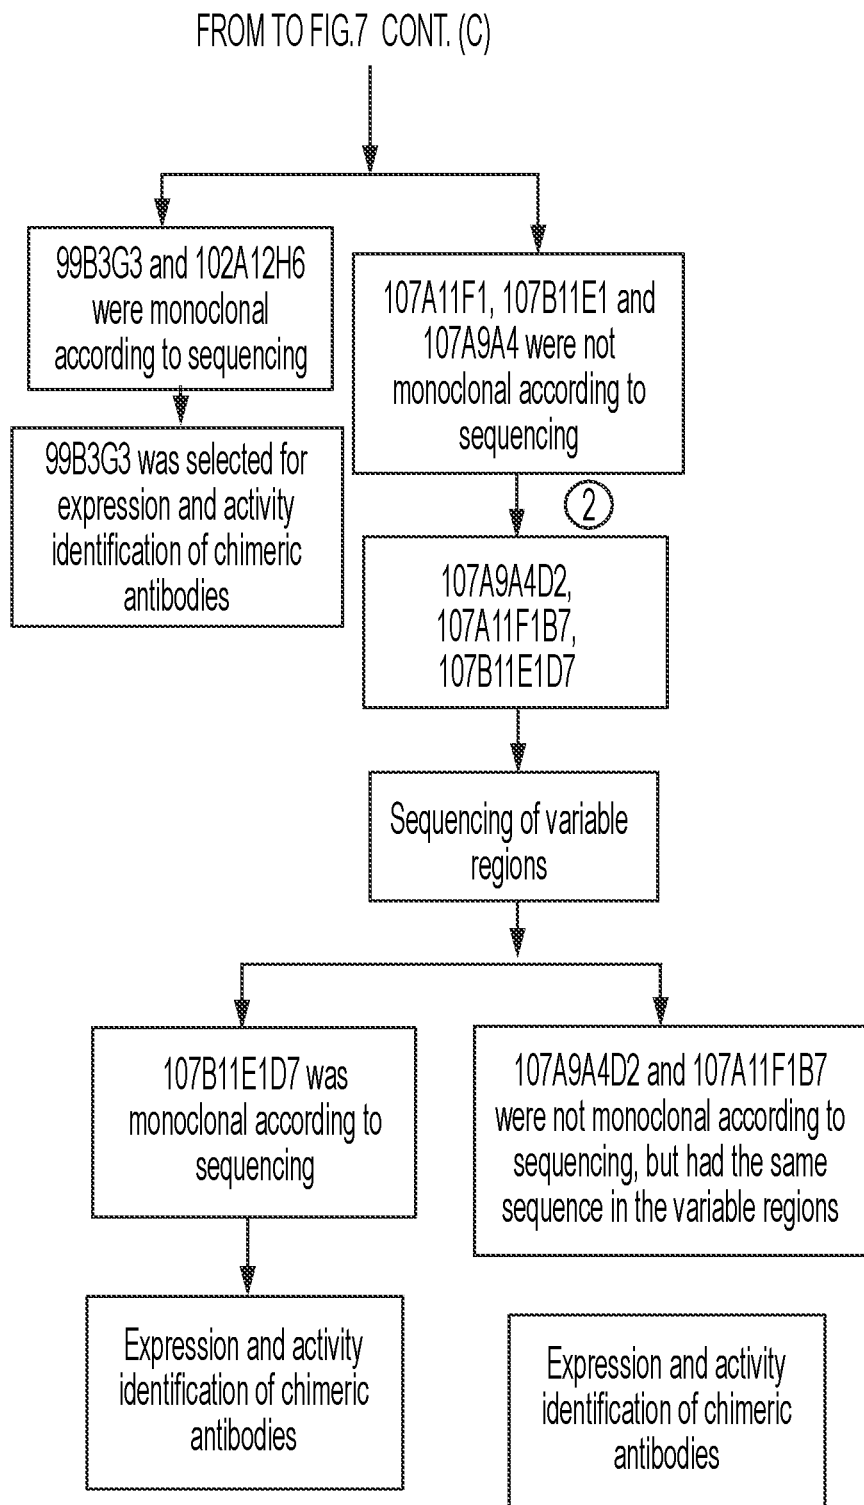 FROM TO FIG.7 CONT. (C)
99B3G3 and 102A12H6
were monoclonal
according to sequencing
107A11F1, 107B11E1 and
107A9A4 were not
monoclonal according to
sequencing
99B3G3 was selected for
expression and activity
identification of chimeric
antibodies
2
107A9A4D2,
107A11F1B7,
107B11E1D7
Sequencing of variable
regions
107B11E1D7 was
monoclonal according to
sequencing
107A9A4D2 and 107A11F1B7
were not monoclonal according to
sequencing, but had the same
sequence in the variable regions
Expression and activity
identification of chimeric
antibodies
Expression and activity
identification of chimeric
antibodies